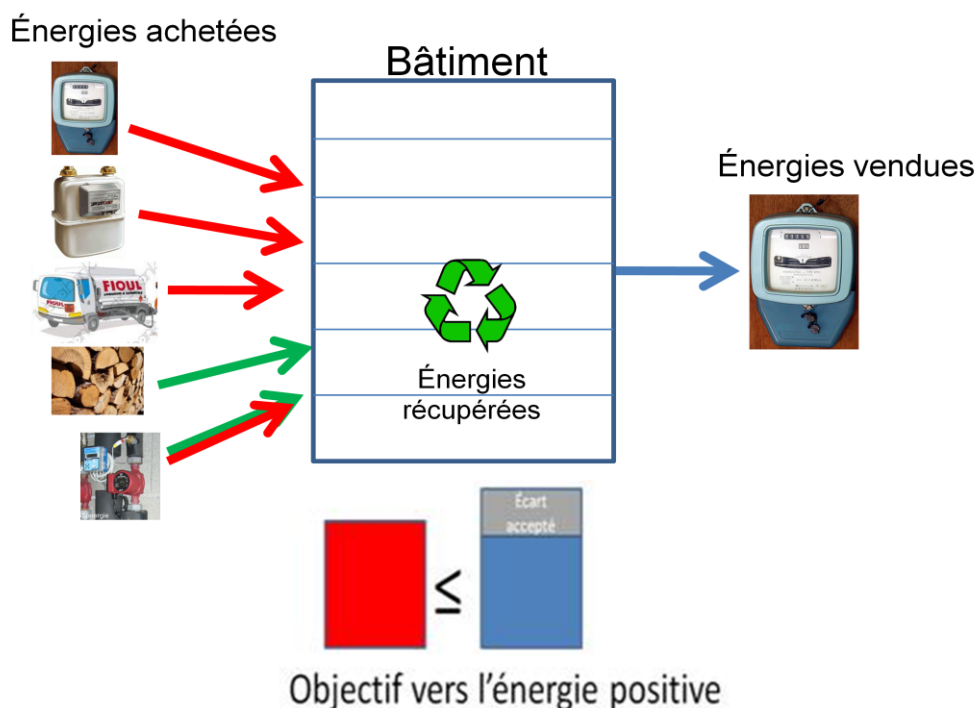 Énergies achetées
Bâtiment
Énergies vendues
FIOUL
Énergies
récupérées
Écart
accepté
≤
Objectif vers l'énergie positive